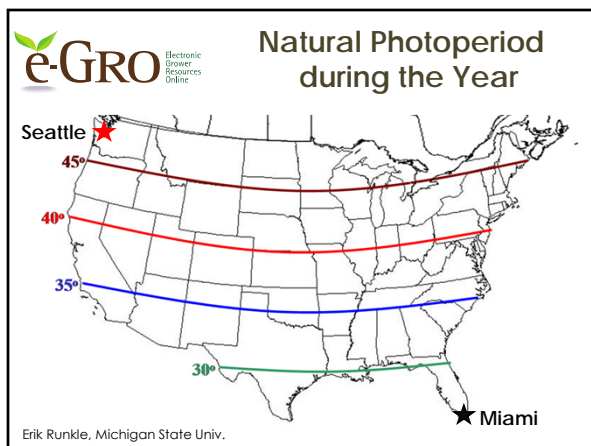 e-GRO
Electronic
Grower
Resources
Online
Natural Photoperiod
during the Year
Seattle
45°
40°
35°
30°
Miami
Erik Runkle, Michigan State Univ.